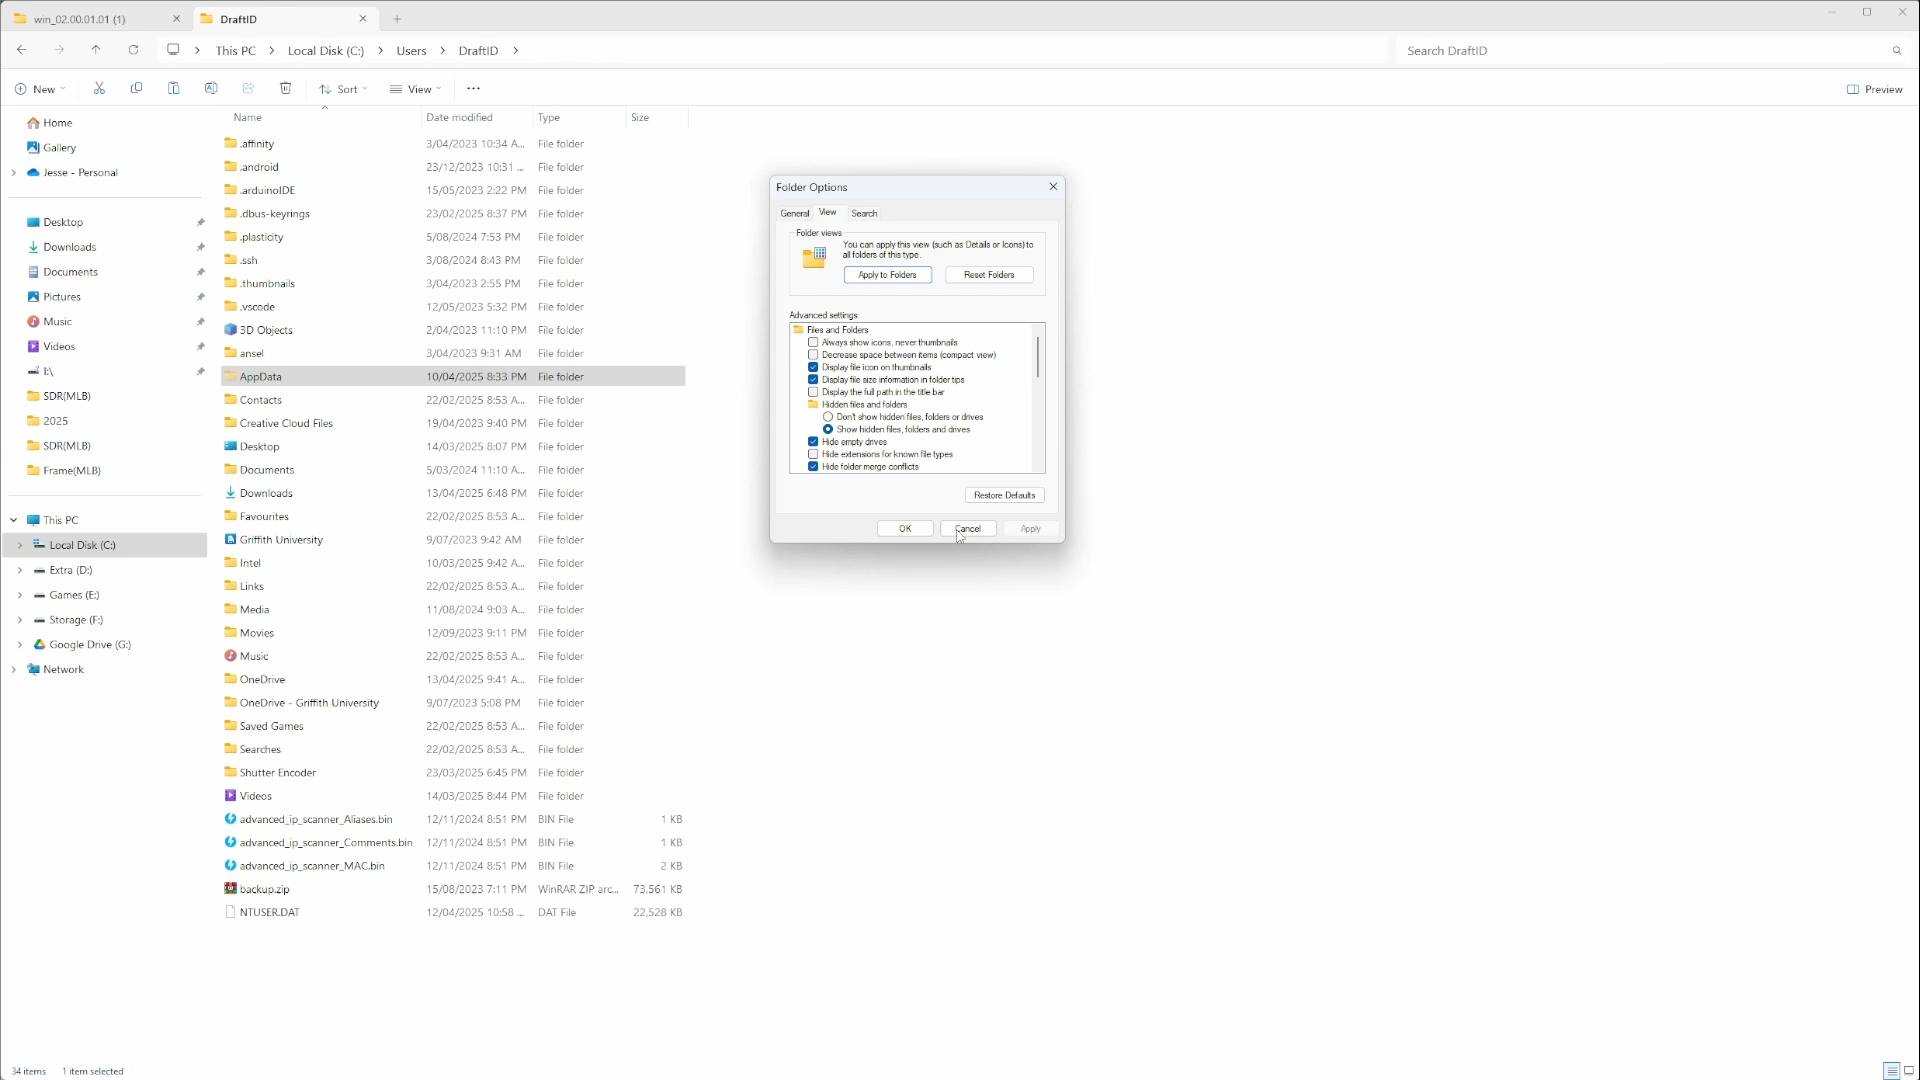 win_02.00.01.01 (1)
DraftID
This PC
Local Disk (C:)
Users
DraftID
Search DraftID
New
Sort
View
Preview
Home
Gallery
Jesse - Personal
Desktop
Downloads
Documents
Pictures
Music
Videos
I:\
SDR(MLB)
2025
SDR(MLB)
Frame(MLB)
This PC
Local Disk (C:)
Extra (D:)
Games (E:)
Storage (F:)
Google Drive (G:)
Network
Name Date modified Type Size
.affinity 3/04/2023 10:34 A... File folder
.android 23/12/2023 10:31 ... File folder
.arduinoIDE 15/05/2023 2:22 PM File folder
.dbus-keyrings 23/02/2025 8:37 PM File folder
.plasticity 5/08/2024 7:53 PM File folder
.ssh 3/08/2024 8:43 PM File folder
.thumbnails 3/04/2023 2:55 PM File folder
.vscode 12/05/2023 5:32 PM File folder
3D Objects 2/04/2023 11:10 PM File folder
ansel 3/04/2023 9:31 AM File folder
AppData 10/04/2025 8:33 PM File folder
Contacts 22/02/2025 8:53 A... File folder
Creative Cloud Files 19/04/2023 9:40 PM File folder
Desktop 14/03/2025 8:07 PM File folder
Documents 5/03/2024 11:10 A... File folder
Downloads 13/04/2025 6:48 PM File folder
Favourites 22/02/2025 8:53 A... File folder
Griffith University 9/07/2023 9:42 AM File folder
Intel 10/03/2025 9:42 A... File folder
Links 22/02/2025 8:53 A... File folder
Media 11/08/2024 9:03 A... File folder
Movies 12/09/2023 9:11 PM File folder
Music 22/02/2025 8:53 A... File folder
OneDrive 13/04/2025 9:41 A... File folder
OneDrive - Griffith University 9/07/2023 5:08 PM File folder
Saved Games 22/02/2025 8:53 A... File folder
Searches 22/02/2025 8:53 A... File folder
Shutter Encoder 23/03/2025 6:45 PM File folder
Videos 14/03/2025 8:44 PM File folder
advanced_ip_scanner_Aliases.bin 12/11/2024 8:51 PM BIN File 1 KB
advanced_ip_scanner_Comments.bin 12/11/2024 8:51 PM BIN File 1 KB
advanced_ip_scanner_MAC.bin 12/11/2024 8:51 PM BIN File 2 KB
backup.zip 15/08/2023 7:11 PM WinRAR ZIP arc... 73,561 KB
NTUSER.DAT 12/04/2025 10:58 ... DAT File 22,528 KB
Folder Options
General View Search
Folder views
You can apply this view (such as Details or Icons) to
all folders of this type.
Apply to Folders Reset Folders
Advanced settings:
Files and Folders
Always show icons, never thumbnails
Decrease space between items (compact view)
Display file icon on thumbnails
Display file size information in folder tips
Display the full path in the title bar
Hidden files and folders
Don't show hidden files, folders or drives
Show hidden files, folders and drives
Hide empty drives
Hide extensions for known file types
Hide folder merge conflicts
Restore Defaults
OK Cancel Apply
34 items 1 item selected